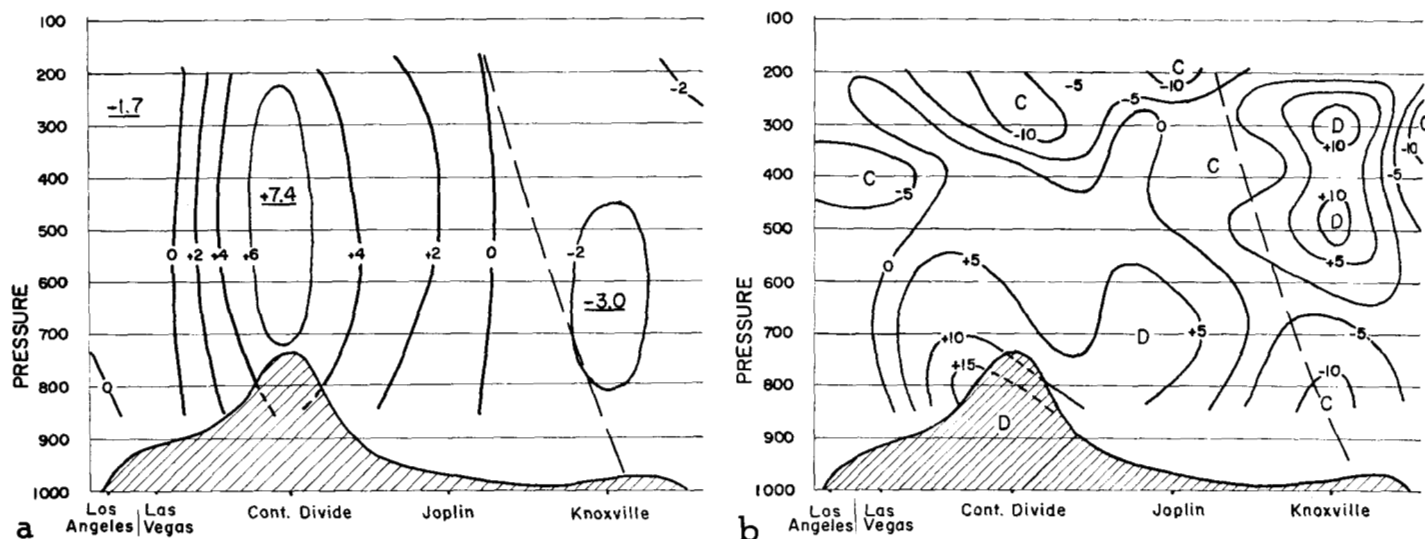 PRESSURE
100
200
300
400
500
600
700
800
900
1000
-1.7
+7.4
-3.0
0
+2
+4
+6
+4
+2
0
-2
-2
0
Los Angeles
Las Vegas
Cont. Divide
Joplin
Knoxville
a
PRESSURE
100
200
300
400
500
600
700
800
900
1000
C
-10
-5
C
-10
-5
0
C
-5
C
D
+10
+10
D
+5
-5
-10
0
+5
D
+5
+10
+15
D
-5
-10
C
Los Angeles
Las Vegas
Cont. Divide
Joplin
Knoxville
b